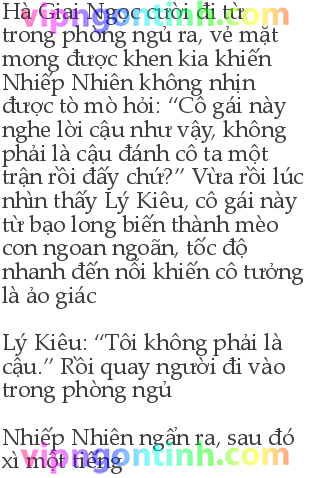 Hà Giai Ngọc cười đi từ
trong phòng ngủ ra, vẻ mặt
mong được khen kia khiến
Nhiếp Nhiên không nhịn
được tò mò hỏi: “Cô gái này
nghe lời cậu như vậy, không
phải là cậu đánh cô ta một
trận rồi đấy chứ?” Vừa rồi lúc
nhìn thấy Lý Kiêu, cô gái này
từ bạo long biến thành mèo
con ngoan ngoãn, tốc độ
nhanh đến nỗi khiến cô tưởng
là ảo giác
Lý Kiêu: “Tôi không phải là
cậu.” Rồi quay người đi vào
trong phòng ngủ
Nhiếp Nhiên ngẩn ra, sau đó
xì một tiếng
vipngontinh.com
vipngontinh.com